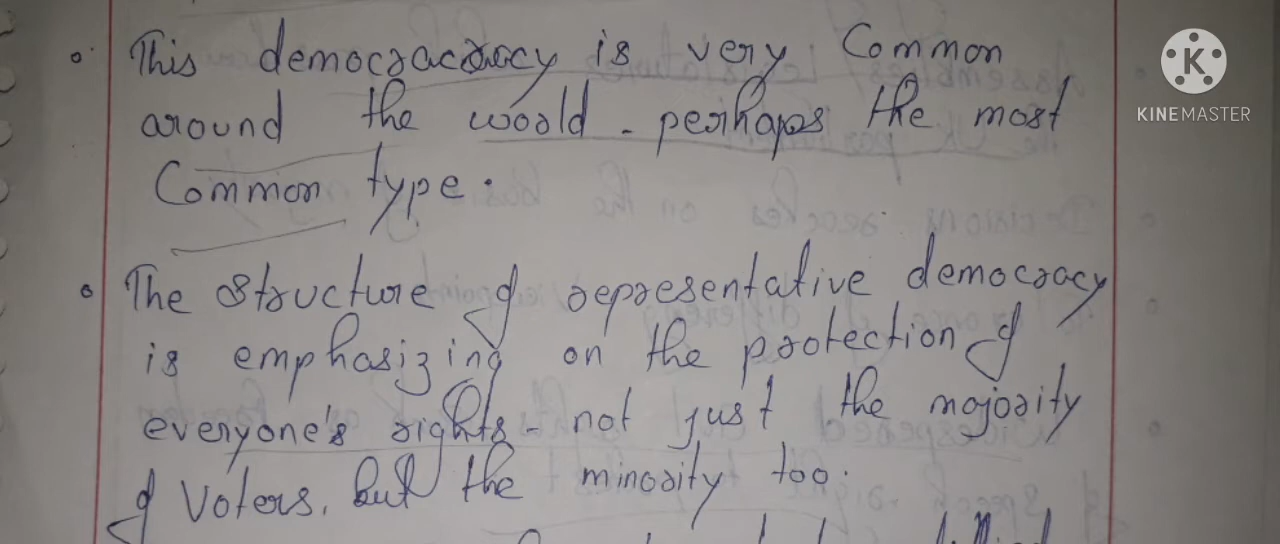 This democracracy is very Common
around the world - perhaps the most
Common type.
The structure of representative democracy
is emphasizing on the protection of
everyone's rights - not just the majority
of Voters, but the minority too.
K
KINEMASTER